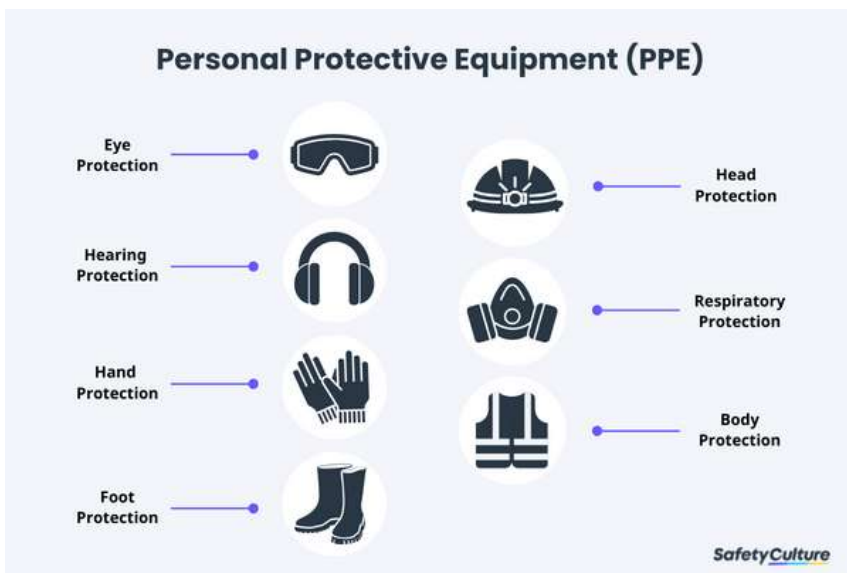 Personal Protective Equipment (PPE)
Eye
Protection
Hearing
Protection
Hand
Protection
Foot
Protection
Head
Protection
Respiratory
Protection
Body
Protection
SafetyCulture